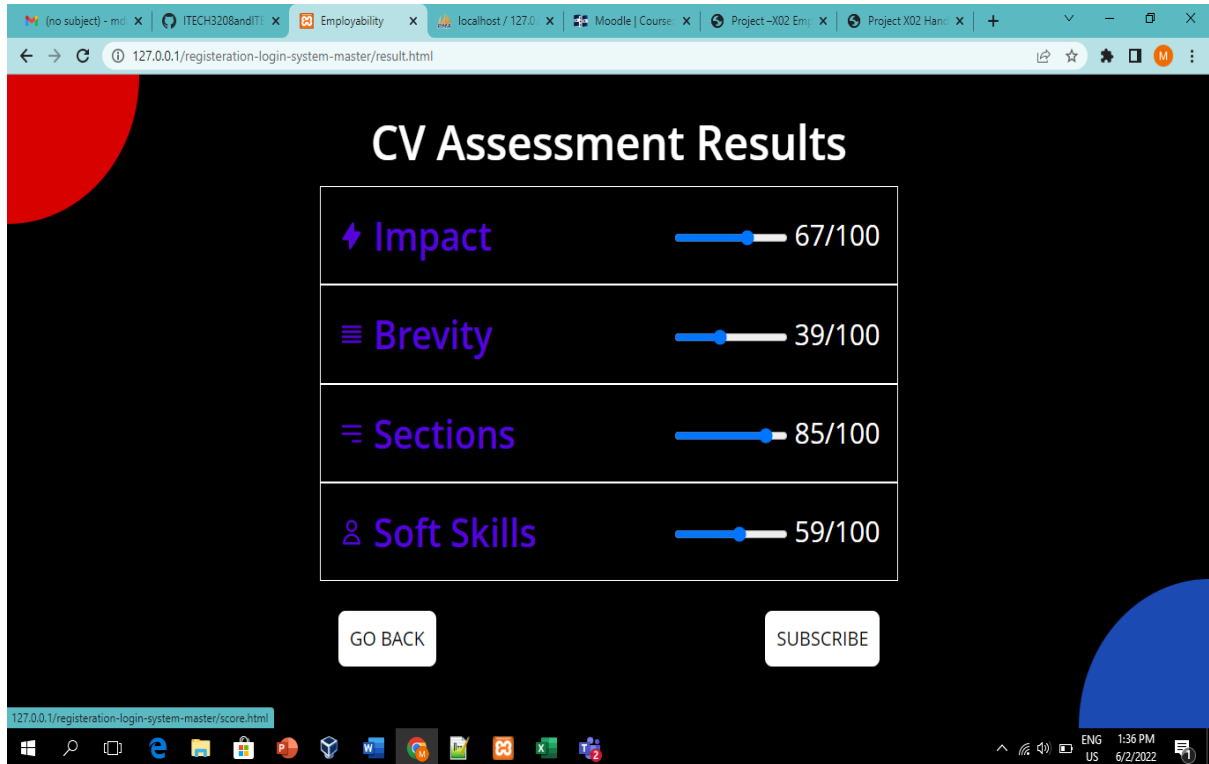 (no subject) - md
ITECH3208andIT
Employability
localhost / 127.0.
Moodle | Course
Project –X02 Emp
Project X02 Hand
127.0.0.1/registeration-login-system-master/result.html
M
CV Assessment Results
Impact 67/100
Brevity 39/100
Sections 85/100
Soft Skills 59/100
GO BACK SUBSCRIBE
127.0.0.1/registeration-login-system-master/score.html
ENG 1:36 PM
US 6/2/2022